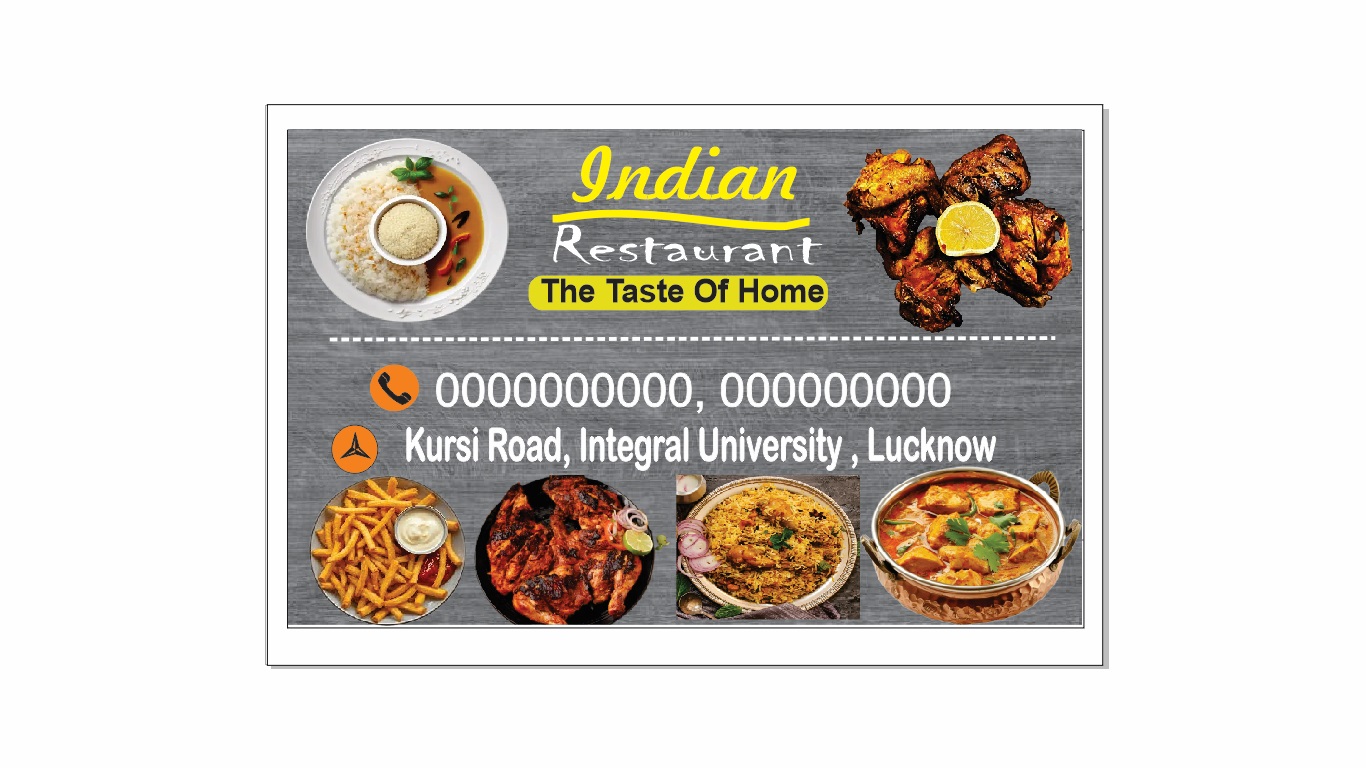 Indian
Restaurant
The Taste Of Home
0000000000, 000000000
Kursi Road, Integral University , Lucknow